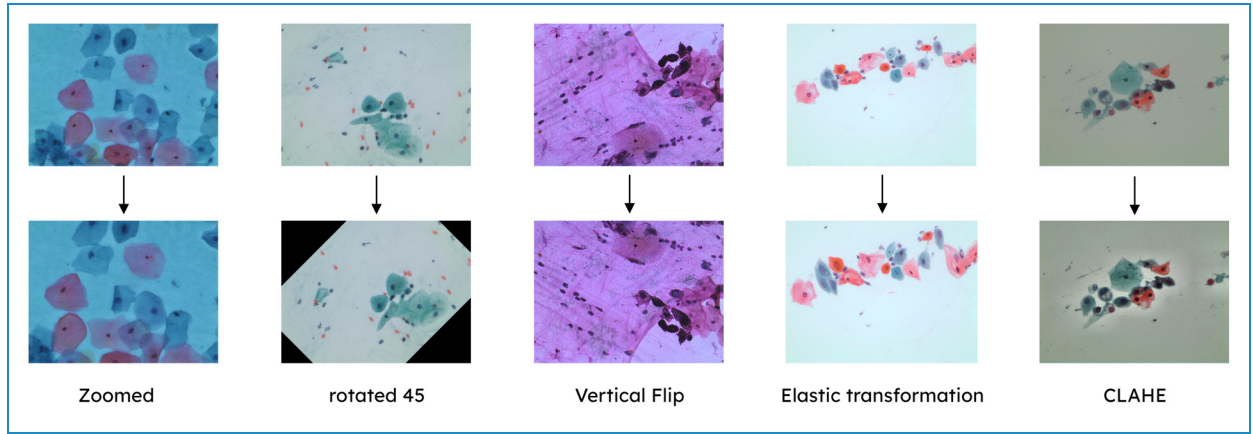 Zoomed
rotated 45
Vertical Flip
Elastic transformation
CLAHE